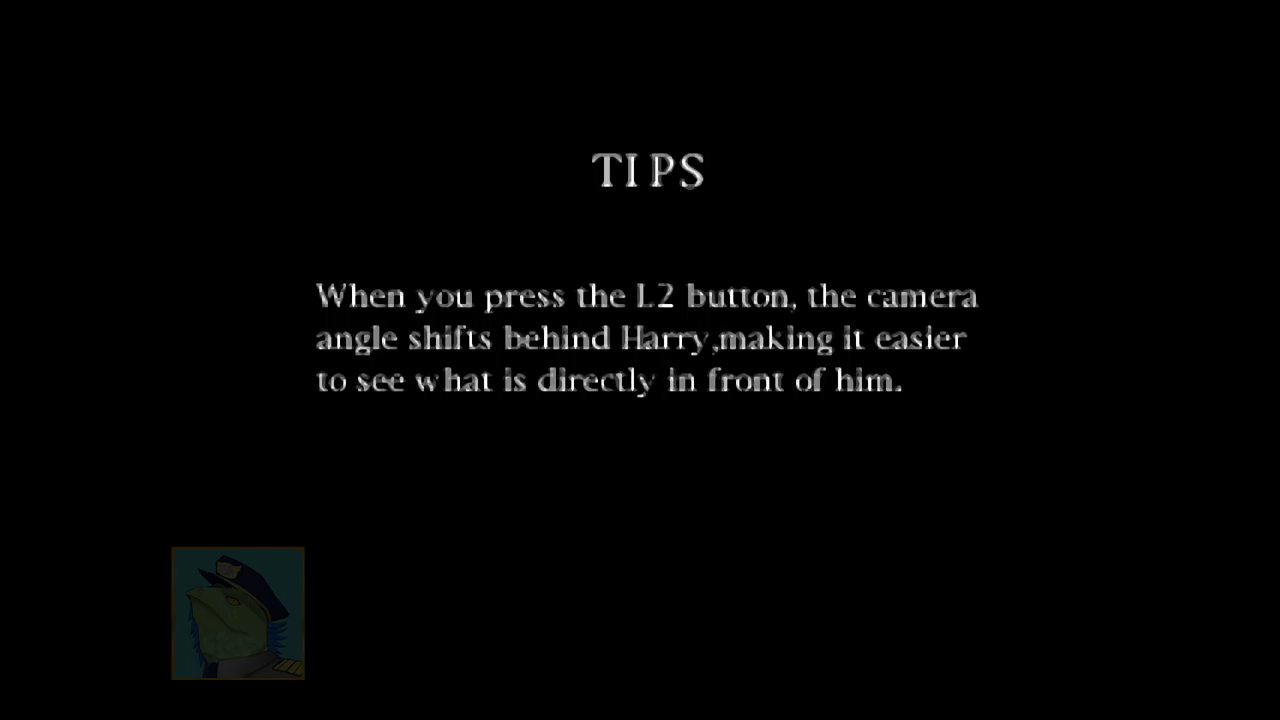 TIPS
When you press the L2 button, the camera
angle shifts behind Harry,making it easier
to see what is directly in front of him.